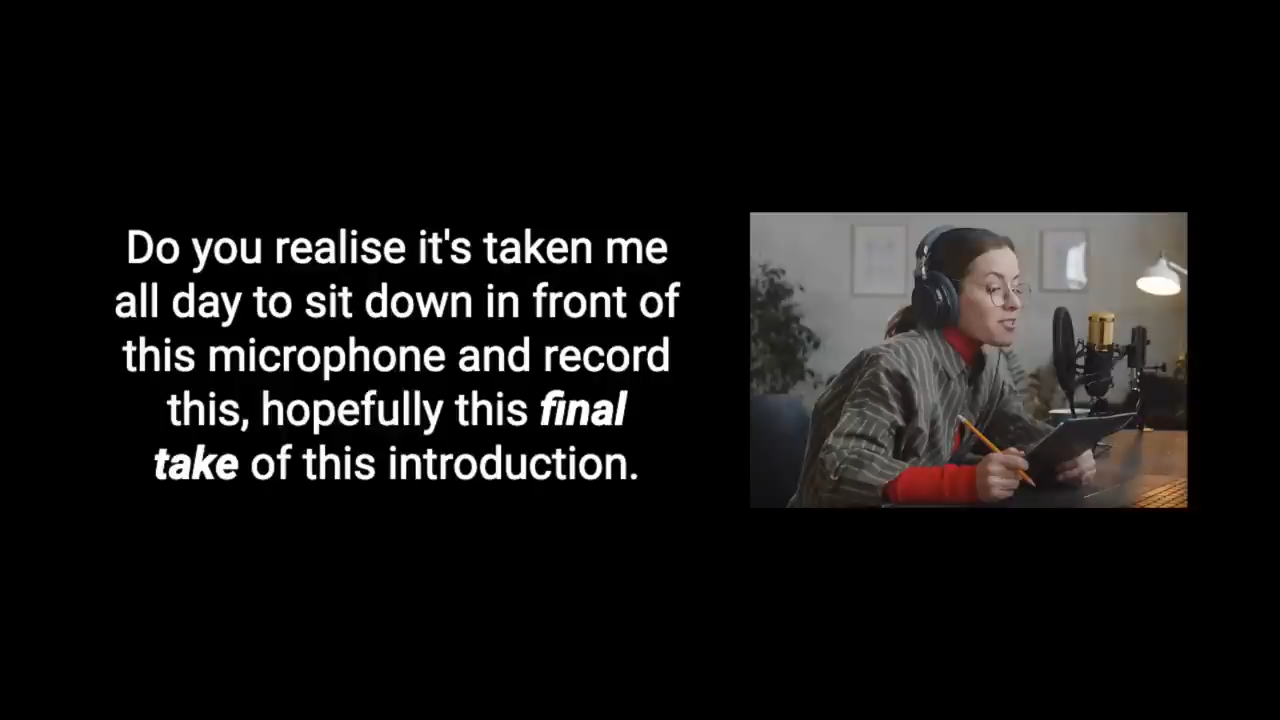 Do you realise it's taken me
all day to sit down in front of
this microphone and record
this, hopefully this final
take of this introduction.